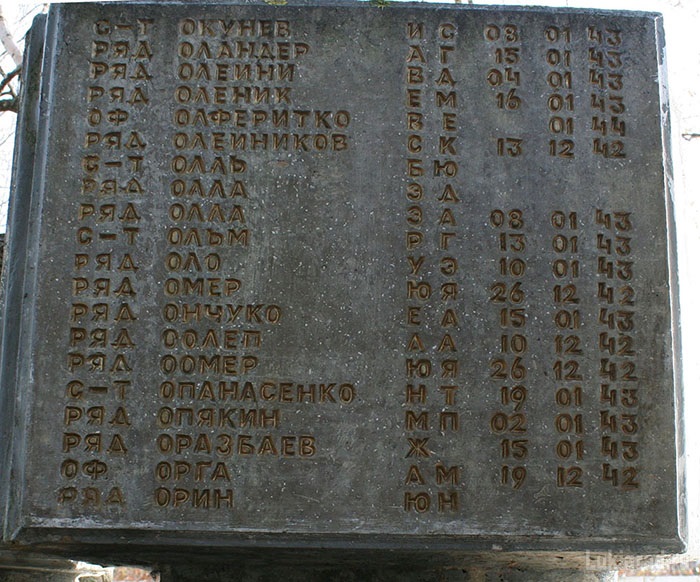 С-Т ОКУНЕВ И С 03 01 43
РЯД ОЛАНДЕР А Г 15 01 43
РЯД ОЛЕИНИ В Д 04 01 43
РЯД ОЛЕНИК Е М 16 01 43
ОФ ОЛФЕРИТКО В Е 01 44
РЯД ОЛЕИНИКОВ С К 13 12 42
С-Т ОЛЛЬ Б Ю
РЯД ОЛЛА Э Д
РЯД ОЛЛА Э А 03 01 43
С-Т ОЛЬМ Р Г 13 01 43
РЯД ОЛО У Э 10 01 43
РЯД ОМЕР Ю Я 26 12 42
РЯД ОНЧУКО Е А 15 01 43
РЯД ООЛЕП А А 10 12 42
РЯД ООМЕР Ю Я 26 12 42
С-Т ОПАНАСЕНКО Н Т 19 01 43
РЯД ОПЯКИН М П 02 01 43
РЯД ОРАЗБАЕВ Ж 15 01 43
ОФ ОРГА А М 19 12 42
РЯД ОРИН Ю Н